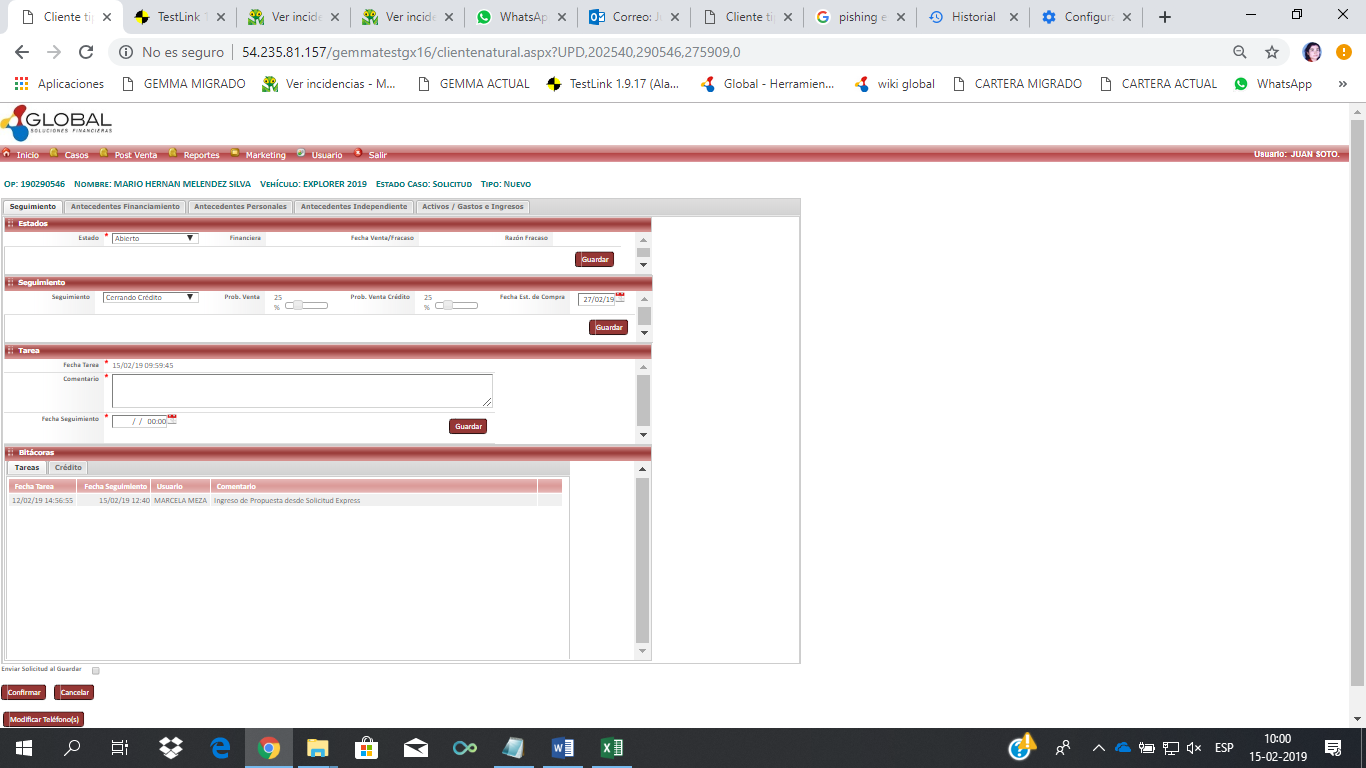 Cliente ti
TestLink 1
Ver incide
Ver incide
WhatsAp
Correo: JI
Cliente ti
pishing e
Historial
Configura
No es seguro
54.235.81.157/gemmatestgx16/clientenatural.aspx?UPD,202540,290546,275909,0
Aplicaciones
GEMMA MIGRADO
Ver incidencias - M...
GEMMA ACTUAL
TestLink 1.9.17 (Ala...
Global - Herramien...
wiki global
CARTERA MIGRADO
CARTERA ACTUAL
WhatsApp
»
GLOBAL
SOLUCIONES FINANCIERAS
Inicio Casos Post Venta Reportes Marketing Usuario Salir Usuario: JUAN SOTO.
Op: 190290546 Nombre: MARIO HERNAN MELENDEZ SILVA Vehículo: EXPLORER 2019 Estado Caso: Solicitud Tipo: Nuevo
Seguimiento Antecedentes Financiamiento Antecedentes Personales Antecedentes Independiente Activos / Gastos e Ingresos
Estados
Estado * Abierto Financiera Fecha Venta/Fracaso Razón Fracaso
Guardar
Seguimiento
Seguimiento Cerrando Crédito Prob. Venta 25 % Prob. Venta Crédito 25 % Fecha Est. de Compra 27/02/19
Guardar
Tarea
Fecha Tarea * 15/02/19 09:59:45
Comentario *
Fecha Seguimiento * / / 00:00
Guardar
Bitácoras
Tareas Crédito
Fecha Tarea Fecha Seguimiento Usuario Comentario
12/02/19 14:56:55 15/02/19 12:40 MARCELA MEZA Ingreso de Propuesta desde Solicitud Express
Enviar Solicitud al Guardar
Confirmar Cancelar
Modificar Teléfono(s)
ESP
10:00
15-02-2019